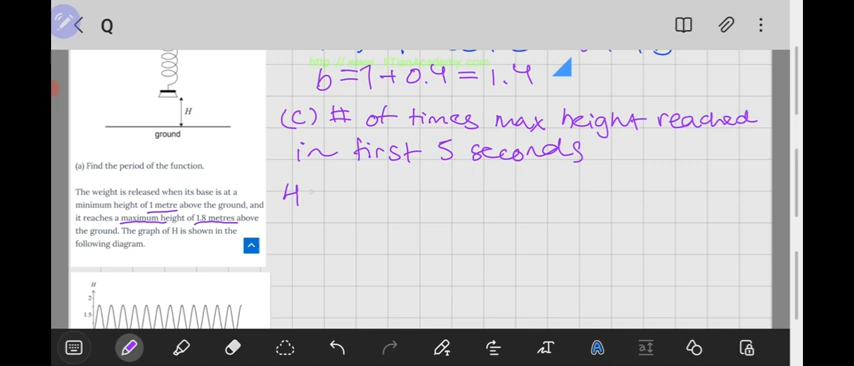 Q
H
ground
(a) Find the period of the function.
The weight is released when its base is at a
minimum height of 1 metre above the ground, and
it reaches a maximum height of 1.8 metres above
the ground. The graph of H is shown in the
following diagram.
H
2
1.5
b = 1 + 0.4 = 1.4
(c) # of times max height reached
in first 5 seconds
H